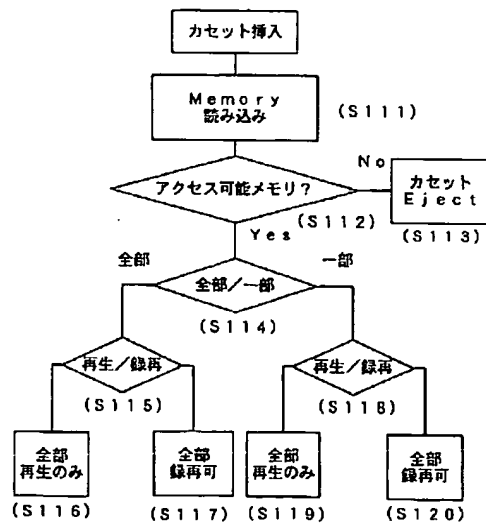 カセット挿入
Memory
読み込み
(S111)
アクセス可能メモリ?
No
カセット
Eject
(S112)
(S113)
Yes
全部
全部/一部
一部
(S114)
再生/録再
再生/録再
(S115)
(S118)
全部
再生のみ
全部
録再可
全部
再生のみ
全部
録再可
(S116)
(S117)
(S119)
(S120)